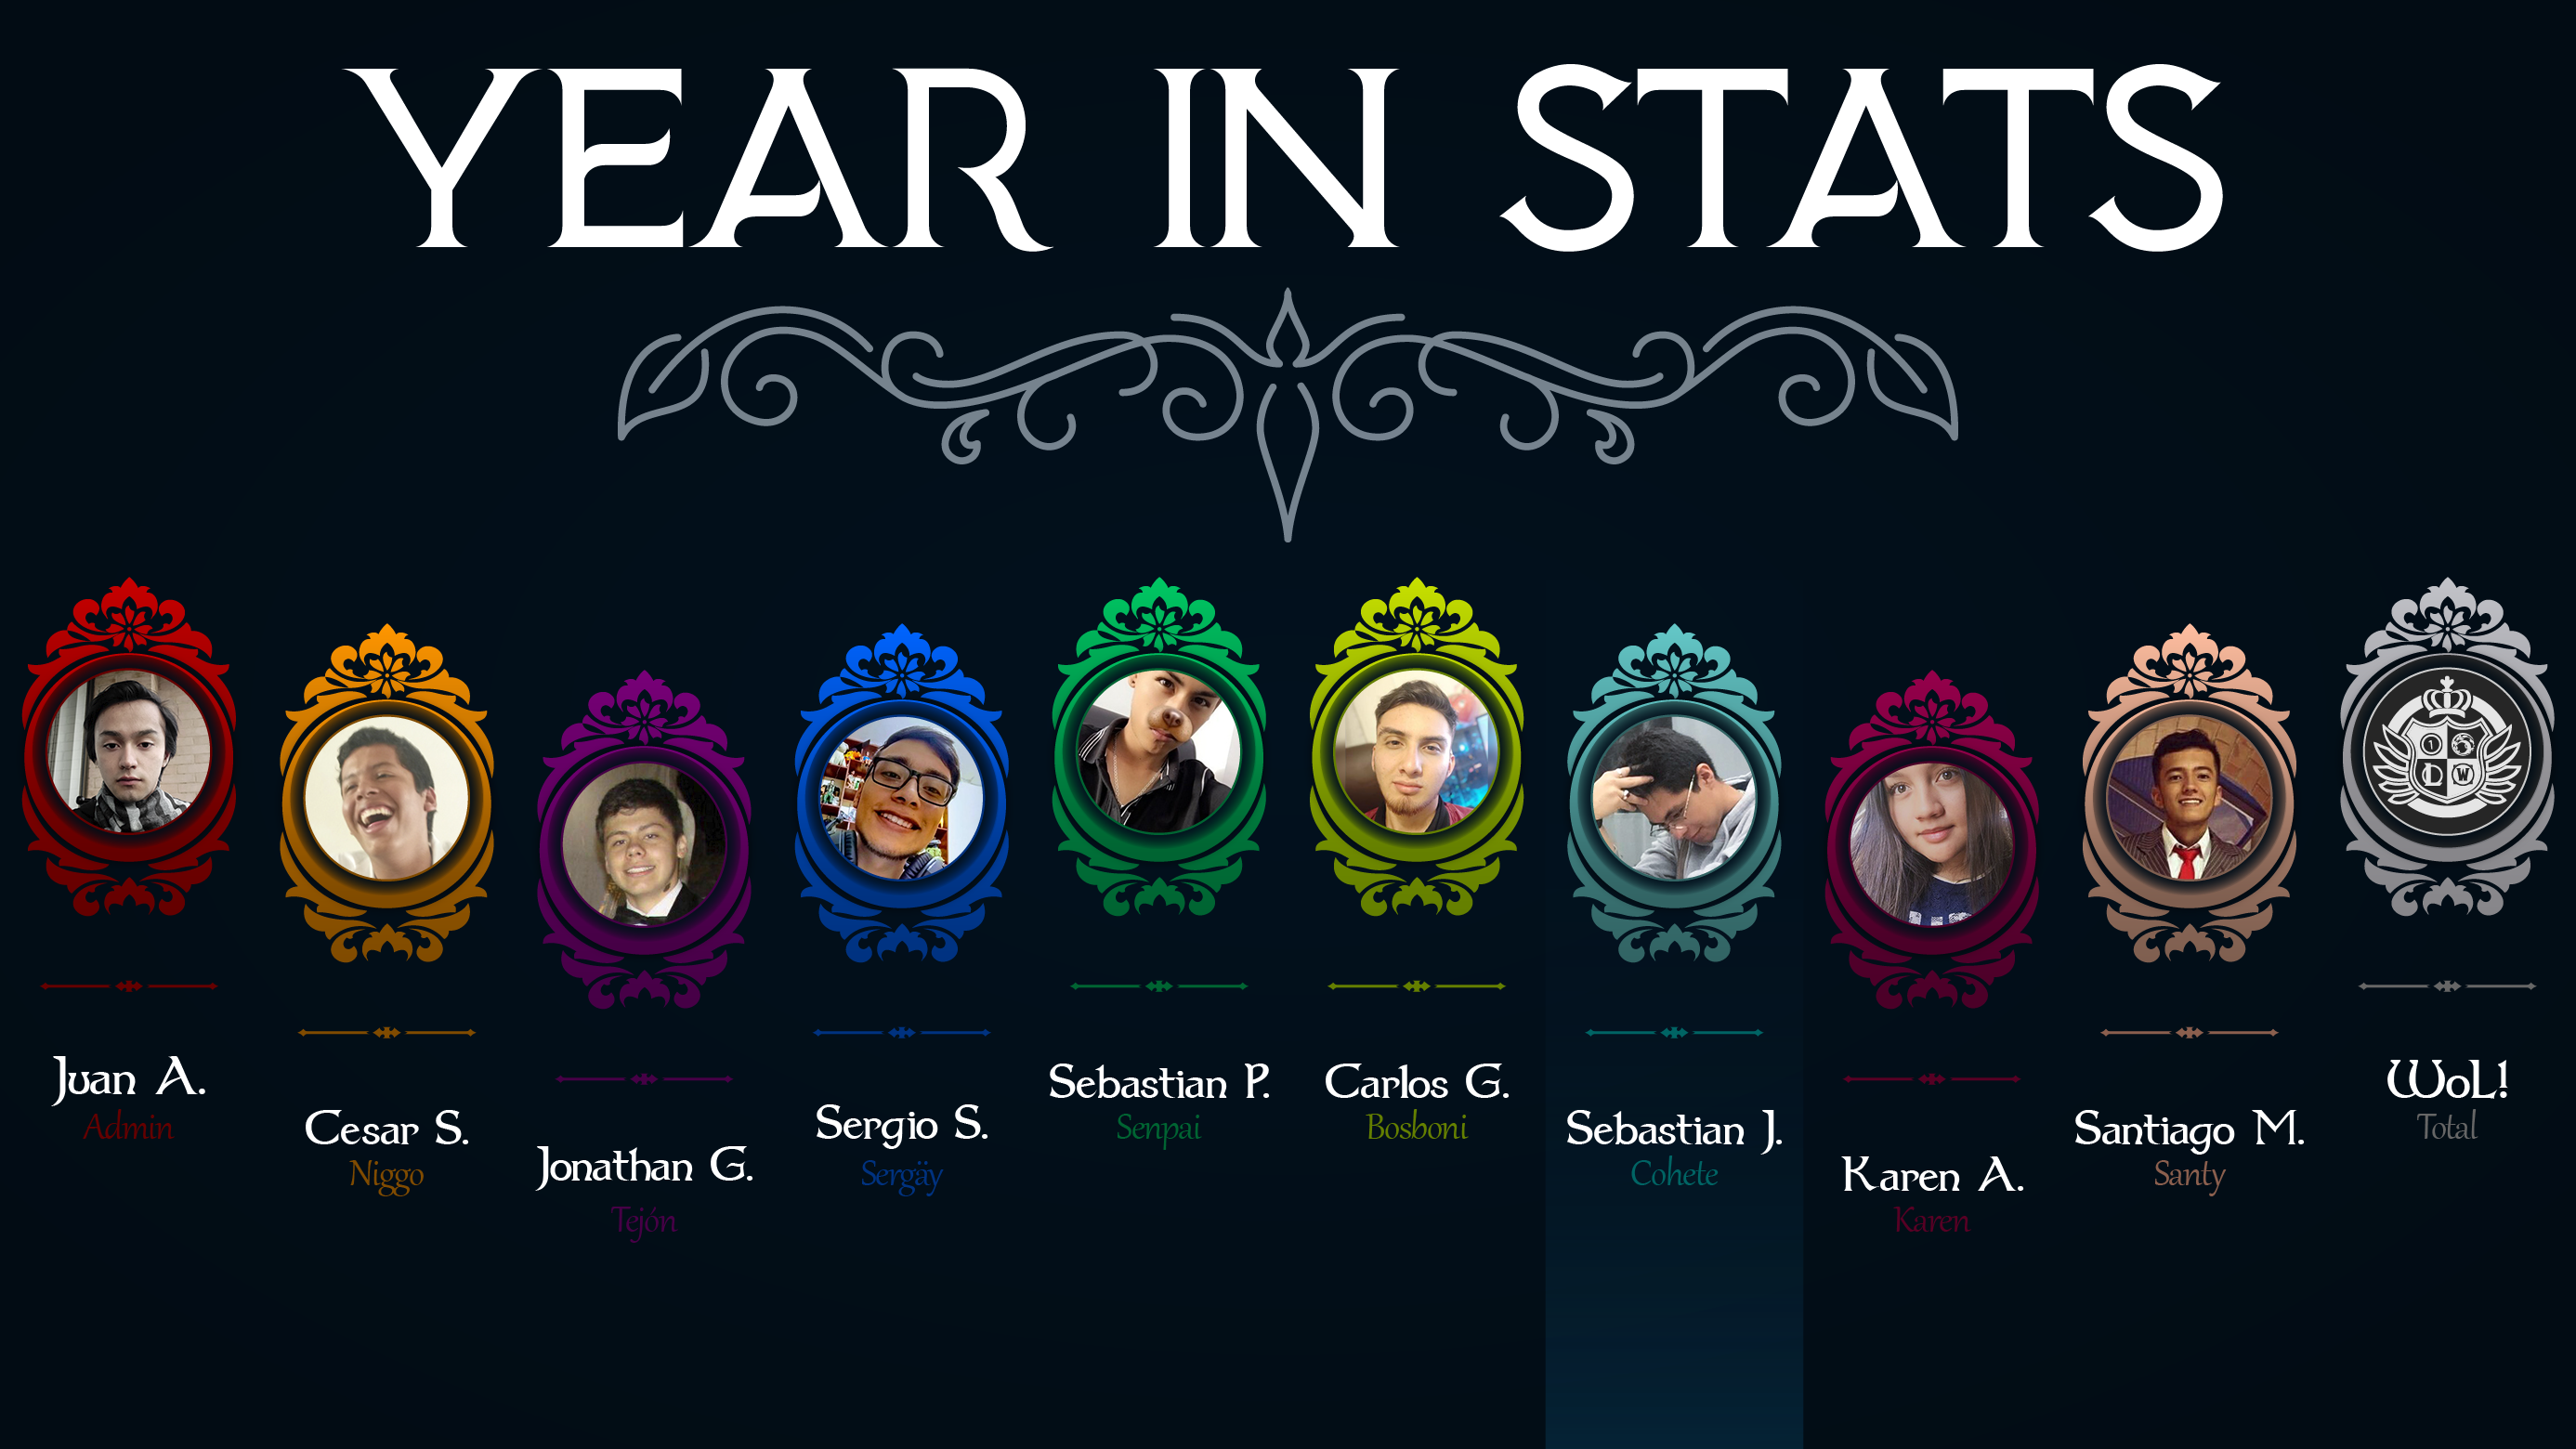 YEAR IN STATS
Juan A.
Admin
Cesar S.
Niggo
Jonathan G.
Tejón
Sergio S.
Sergäy
Sebastian P.
Senpai
Carlos G.
Bosboni
Sebastian J.
Cohete
Karen A.
Karen
Santiago M.
Santy
1
L W
WoL!
Total